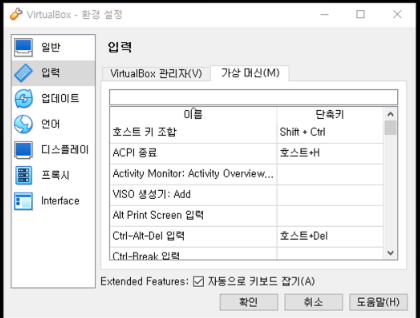 VirtualBox - 환경 설정
일반
입력
업데이트
언어
디스플레이
프록시
Interface
입력
VirtualBox 관리자(V) 가상 머신(M)
이름 단축키
호스트 키 조합 Shift + Ctrl
ACPI 종료 호스트+H
Activity Monitor: Activity Overview...
VISO 생성기: Add
Alt Print Screen 입력
Ctrl-Alt-Del 입력 호스트+Del
Ctrl-Break 입력
Extended Features: 자동으로 키보드 잡기(A)
확인 취소 도움말(H)